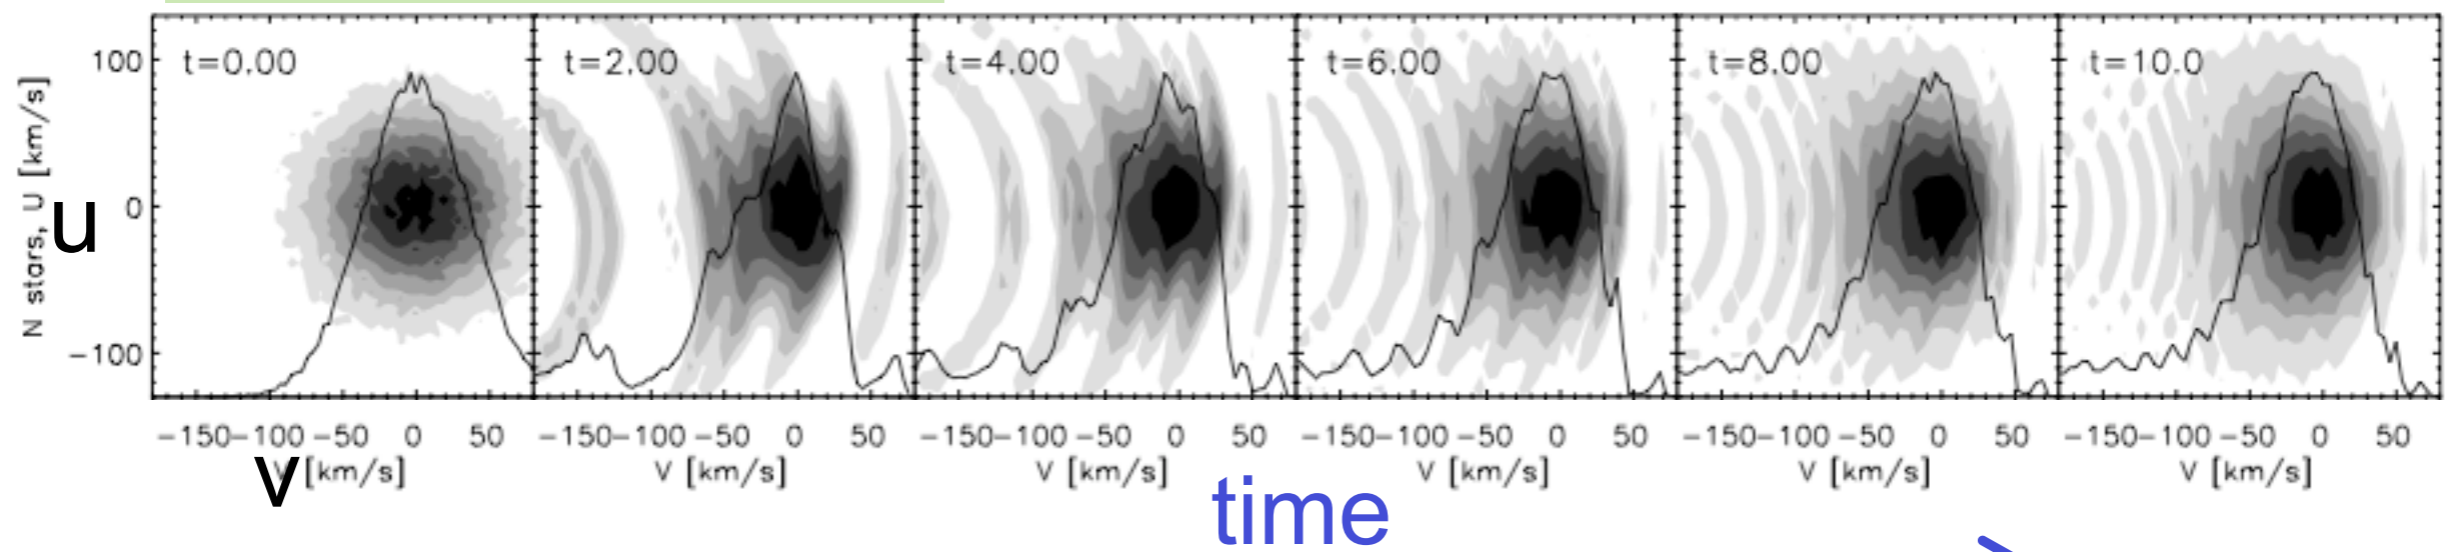 t=0.00 t=2.00 t=4.00 t=6.00 t=8.00 t=10.0
N stars, U [km/s]
100
0
−100
u
−150−100 −50 0 50 −150−100 −50 0 50 −150−100 −50 0 50 −150−100 −50 0 50 −150−100 −50 0 50 −150−100 −50 0 50
V [km/s] V [km/s] V [km/s] V [km/s] V [km/s] V [km/s]
v
time